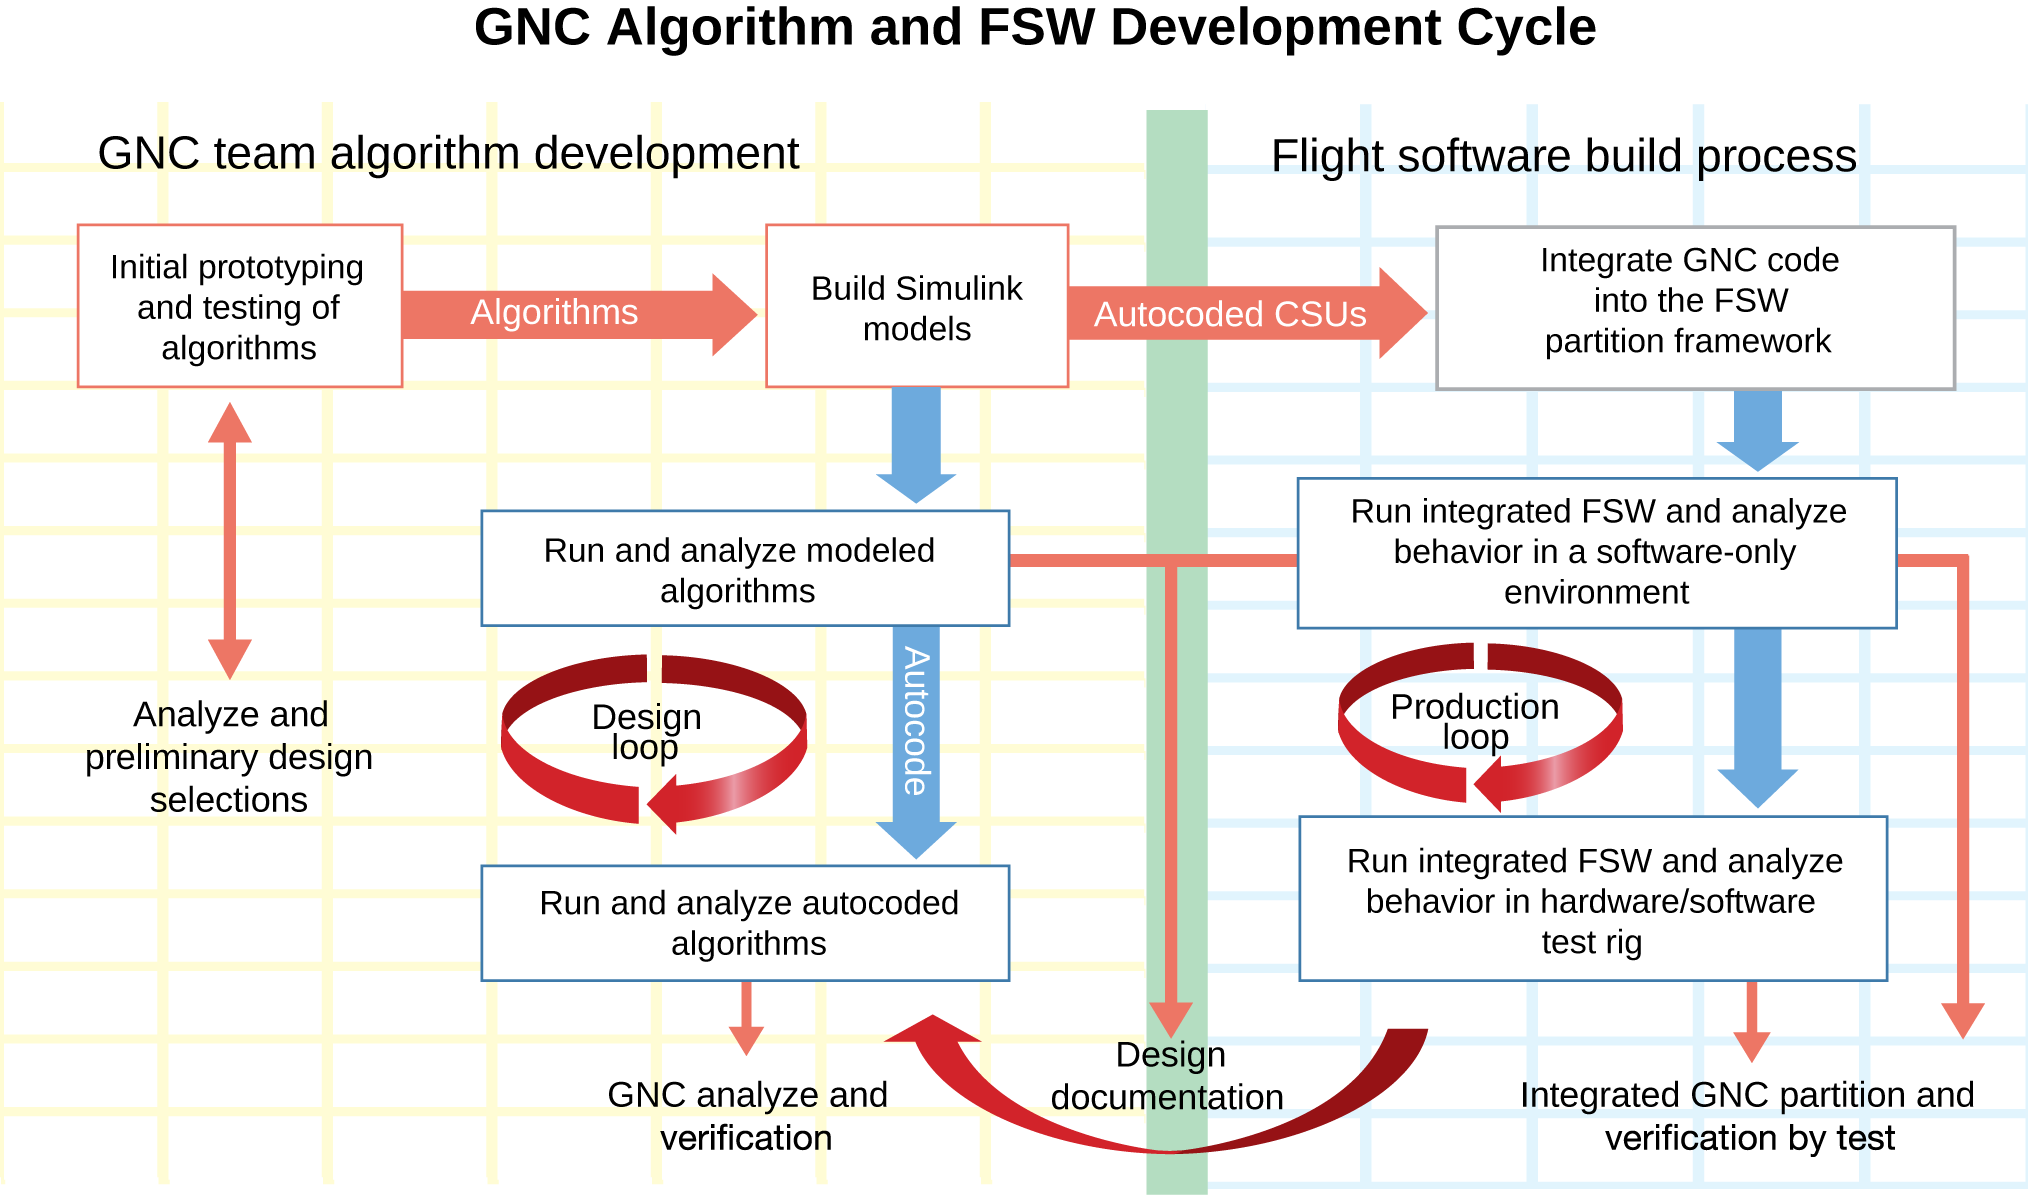 GNC Algorithm and FSW Development Cycle
GNC team algorithm development
Flight software build process
Initial prototyping
and testing of
algorithms
Algorithms
Build Simulink
models
Autocoded CSUs
Integrate GNC code
into the FSW
partition framework
Run and analyze modeled
algorithms
Run integrated FSW and analyze
behavior in a software-only
environment
Analyze and
preliminary design
selections
Design
loop
Autocode
Production
loop
Run and analyze autocoded
algorithms
Run integrated FSW and analyze
behavior in hardware/software
test rig
GNC analyze and
verification
Design
documentation
Integrated GNC partition and
verification by test